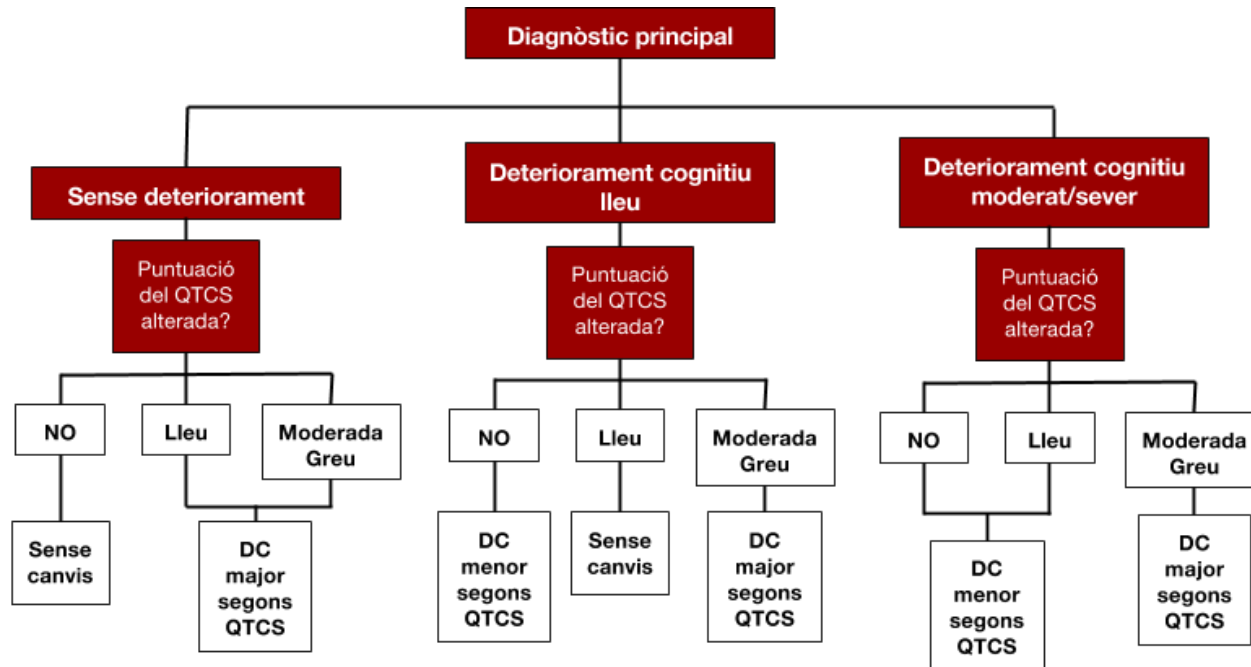 Diagnòstic principal
Sense deteriorament
Deteriorament cognitiu
lleu
Deteriorament cognitiu
moderat/sever
Puntuació
del QTCS
alterada?
Puntuació
del QTCS
alterada?
Puntuació
del QTCS
alterada?
NO
Lleu
Moderada
Greu
NO
Lleu
Moderada
Greu
NO
Lleu
Moderada
Greu
Sense
canvis
DC
major
segons
QTCS
DC
menor
segons
QTCS
Sense
canvis
DC
major
segons
QTCS
DC
menor
segons
QTCS
DC
major
segons
QTCS